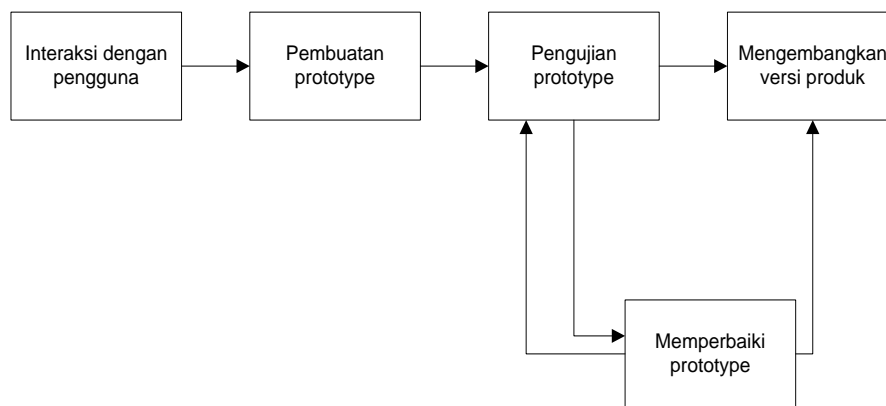 Interaksi dengan
pengguna
Pembuatan
prototype
Pengujian
prototype
Mengembangkan
versi produk
Memperbaiki
prototype